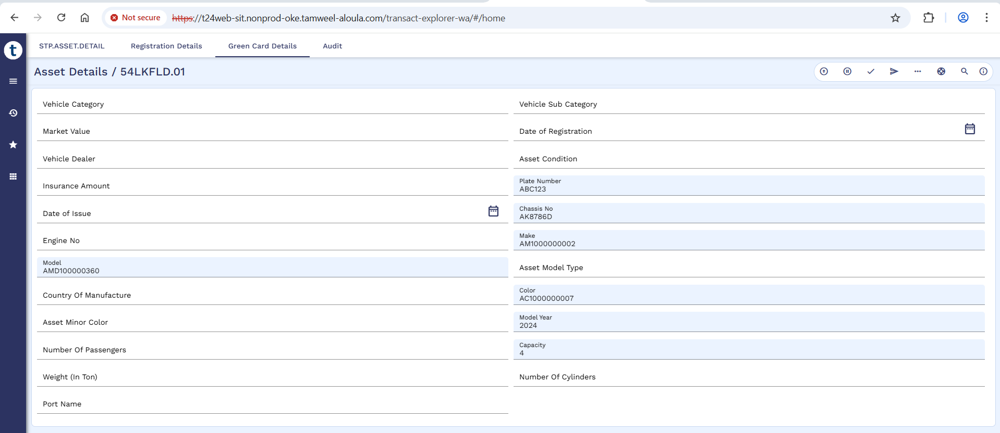 Not secure https://t24web-sit.nonprod-oke.tamweel-aloula.com/transact-explorer-wa/#/home
t
STP.ASSET.DETAIL Registration Details Green Card Details Audit
Asset Details / 54LKFLD.01
Vehicle Category
Vehicle Sub Category
Market Value
Date of Registration
Vehicle Dealer
Asset Condition
Insurance Amount
Plate Number
ABC123
Date of Issue
Chassis No
AK8786D
Engine No
Make
AM1000000002
Model
AMD100000360
Asset Model Type
Country Of Manufacture
Color
AC1000000007
Asset Minor Color
Model Year
2024
Number Of Passengers
Capacity
4
Weight (In Ton)
Number Of Cylinders
Port Name